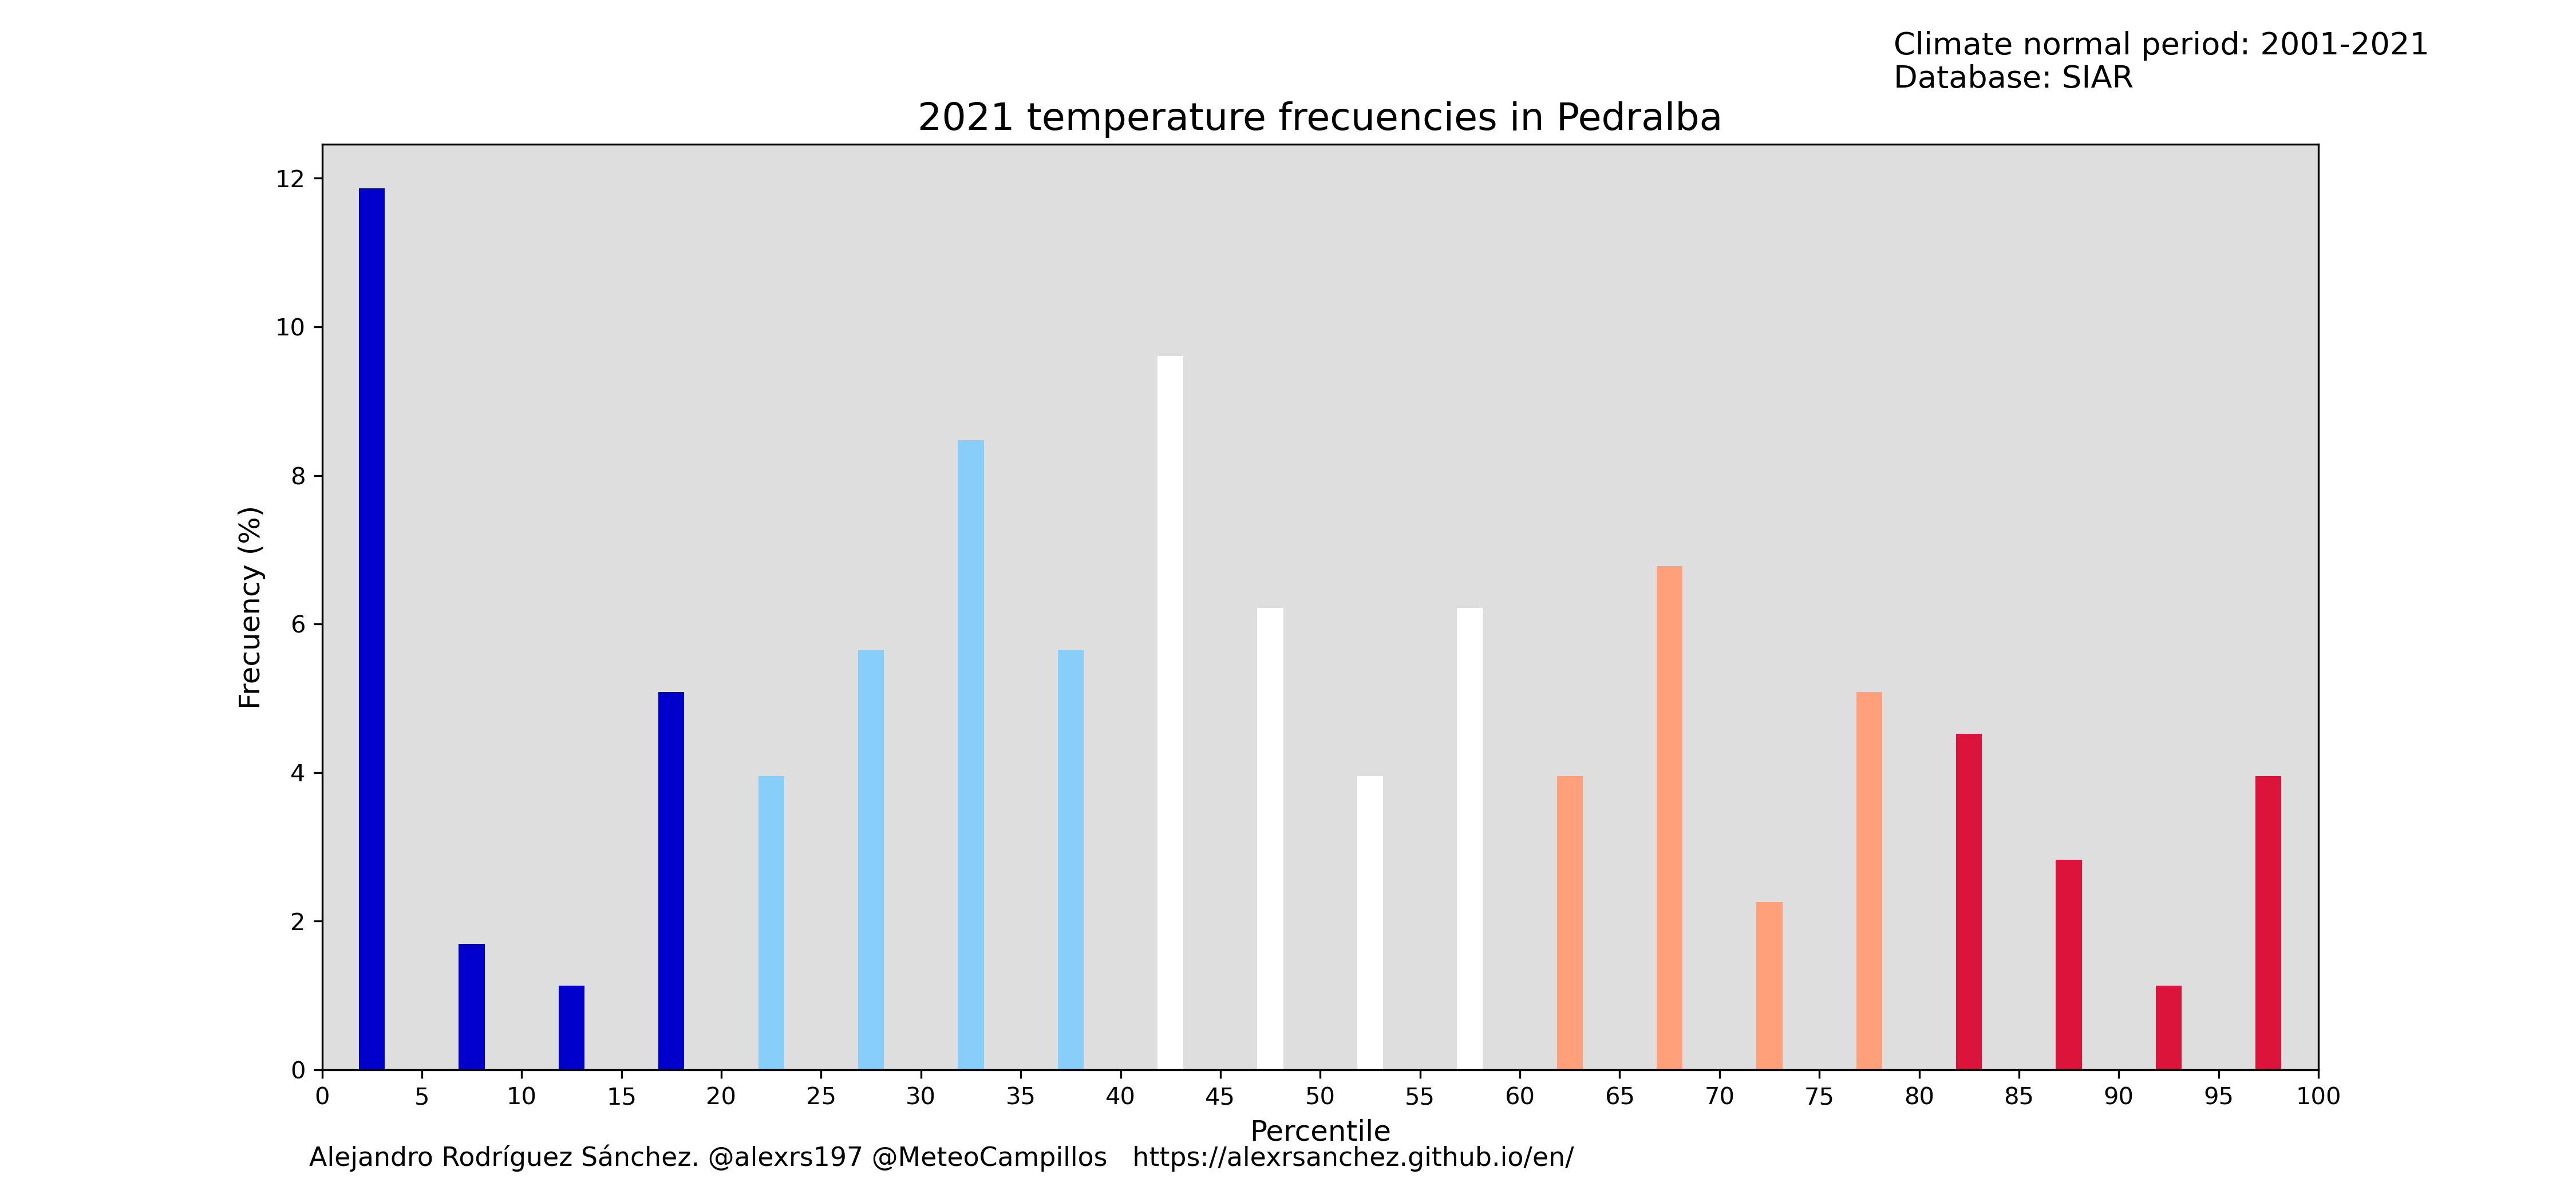 Climate normal period: 2001-2021
Database: SIAR
2021 temperature frecuencies in Pedralba
12
10
8
6
4
2
0
Frecuency (%)
0 5 10 15 20 25 30 35 40 45 50 55 60 65 70 75 80 85 90 95 100
Percentile
Alejandro Rodríguez Sánchez. @alexrs197 @MeteoCampillos https://alexrsanchez.github.io/en/